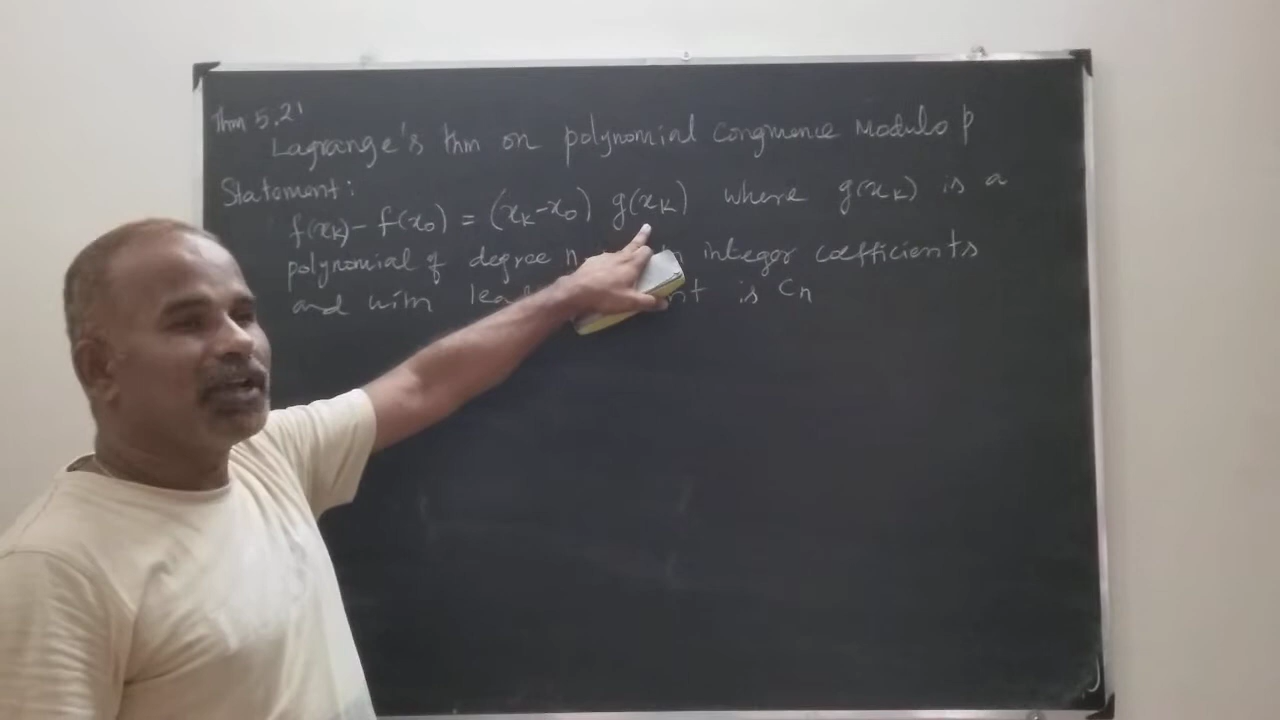 Thm 5.21
Lagrange's thm on polynomial Congruence Modulo p
Statement:
f(xₖ) - f(x₀) = (xₖ - x₀) g(xₖ) where g(xₖ) is a
polynomial of degree n integer coefficients
and with is Cₙ